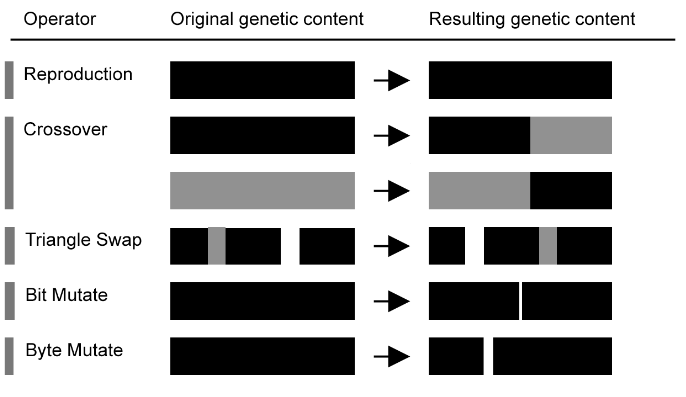 Operator Original genetic content Resulting genetic content
Reproduction
Crossover
Triangle Swap
Bit Mutate
Byte Mutate